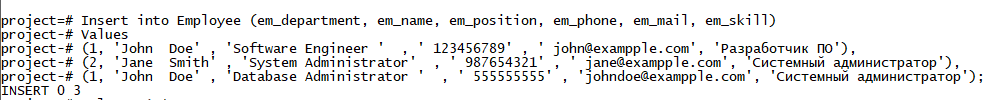 project=# Insert into Employee (em_department, em_name, em_position, em_phone, em_mail, em_skill)
project-# Values
project-# (1, 'John  Doe' , 'Software Engineer '  , ' 123456789' , ' john@exampple.com', 'Разработчик ПО'),
project-# (2, 'Jane  Smith' , 'System Administrator'  , ' 987654321' , ' jane@exampple.com', 'Системный администратор'),
project-# (1, 'John  Doe' , 'Database Administrator '  , ' 555555555' , 'johndoe@exampple.com', 'Системный администратор');
INSERT 0 3